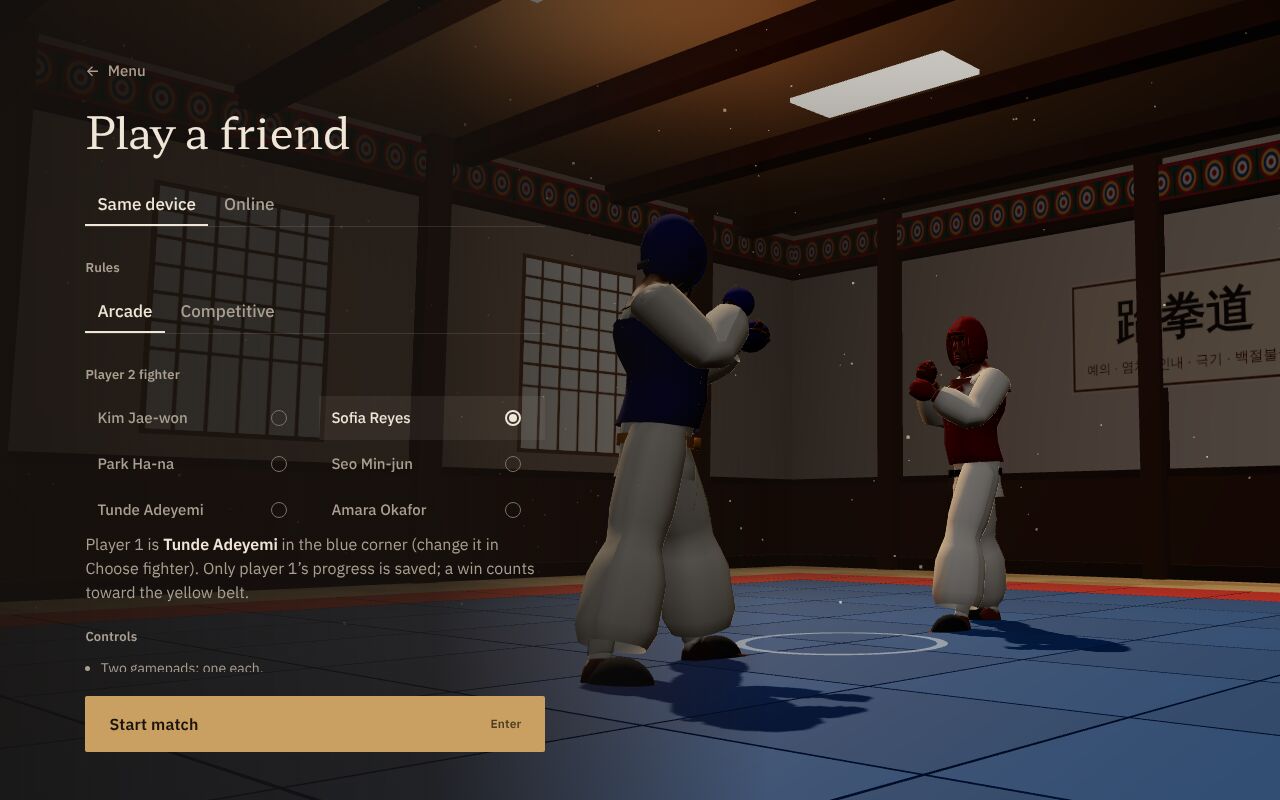 ← Menu
Play a friend
Same device
Online
Rules
Arcade
Competitive
Player 2 fighter
Kim Jae-won
Sofia Reyes
Park Ha-na
Seo Min-jun
Tunde Adeyemi
Amara Okafor
Player 1 is Tunde Adeyemi in the blue corner (change it in
Choose fighter). Only player 1’s progress is saved; a win counts
toward the yellow belt.
Controls
• Two gamepads: one each.
Start match
Enter
跆拳道
예의 · 염치 인내 · 극기 · 백절불